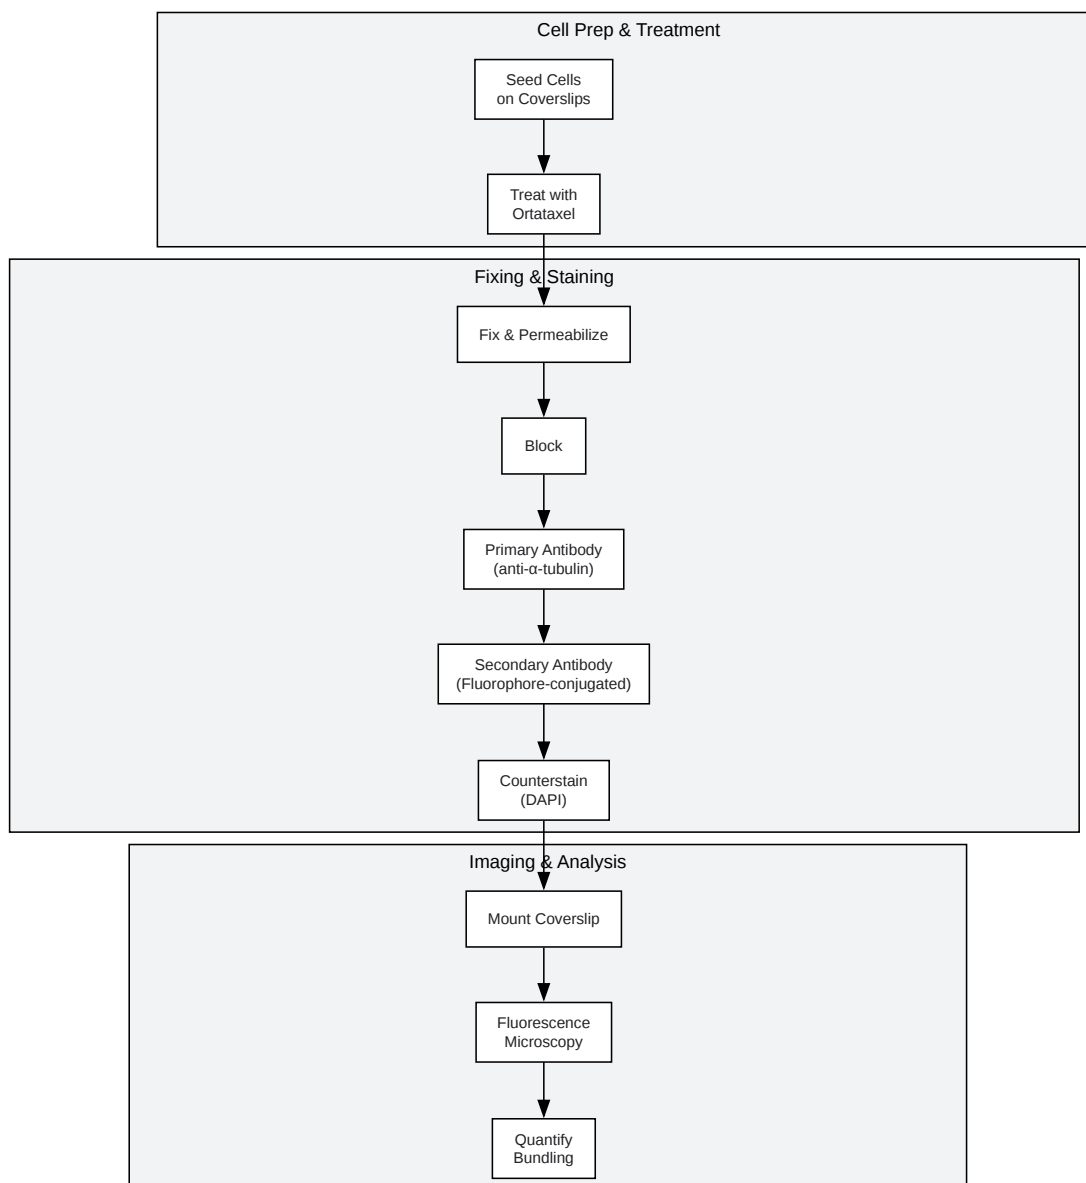 Cell Prep & Treatment
Seed Cells
on Coverslips
Treat with
Ortataxel
Fixing & Staining
Fix & Permeabilize
Block
Primary Antibody
(anti-α-tubulin)
Secondary Antibody
(Fluorophore-conjugated)
Counterstain
(DAPI)
Imaging & Analysis
Mount Coverslip
Fluorescence
Microscopy
Quantify
Bundling